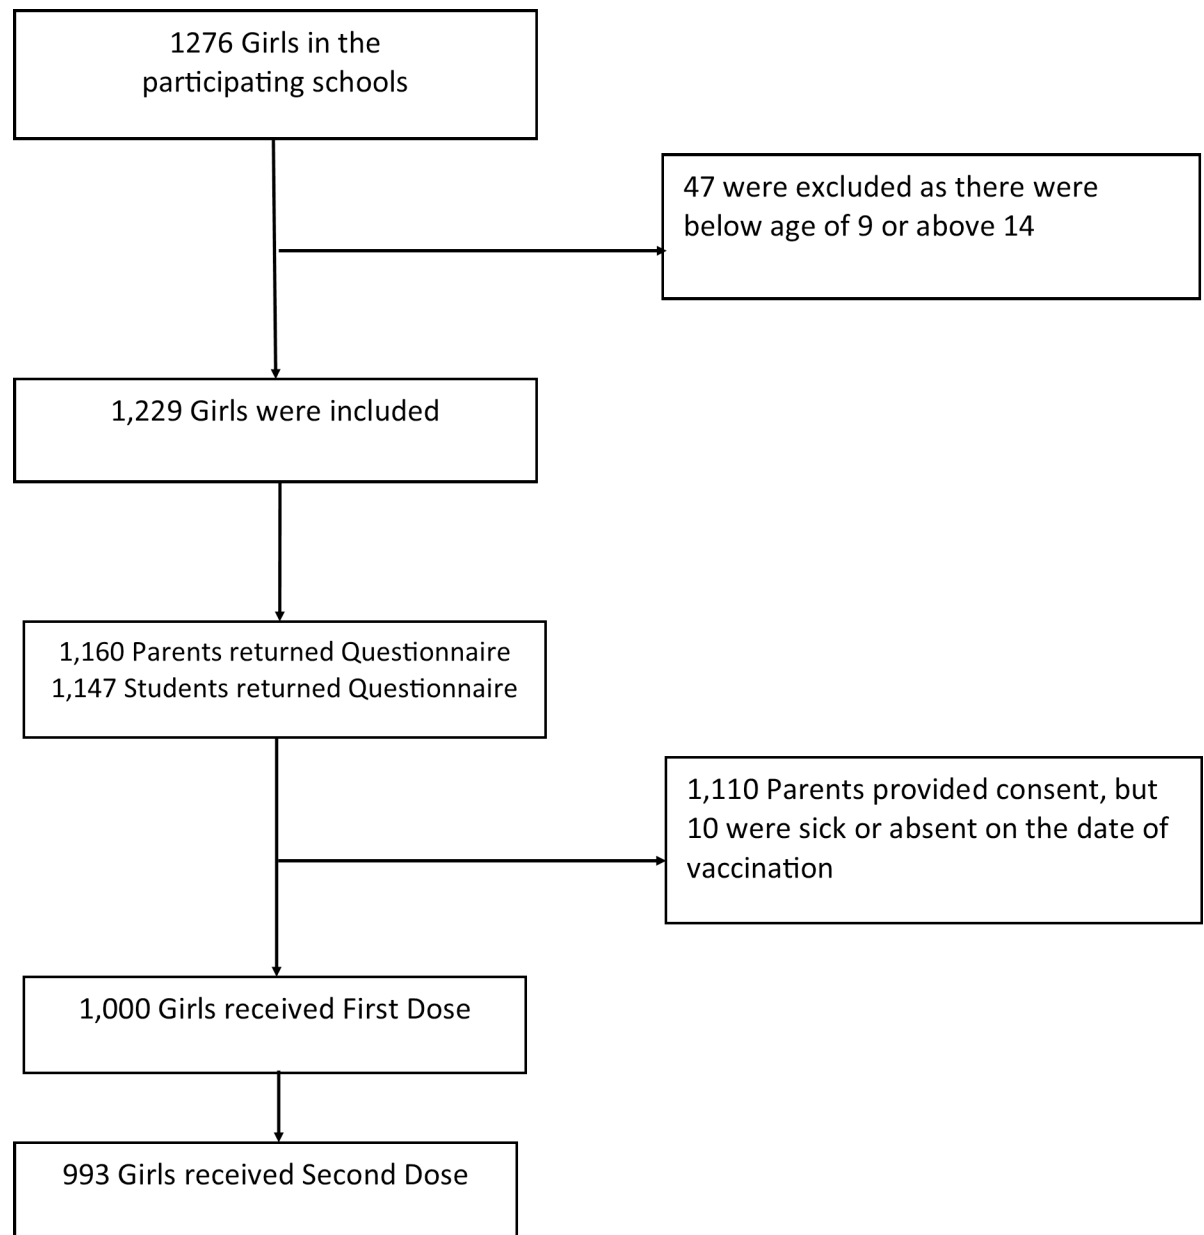 1276 Girls in the
participating schools
47 were excluded as there were
below age of 9 or above 14
1,229 Girls were included
1,160 Parents returned Questionnaire
1,147 Students returned Questionnaire
1,110 Parents provided consent, but
10 were sick or absent on the date of
vaccination
1,000 Girls received First Dose
993 Girls received Second Dose